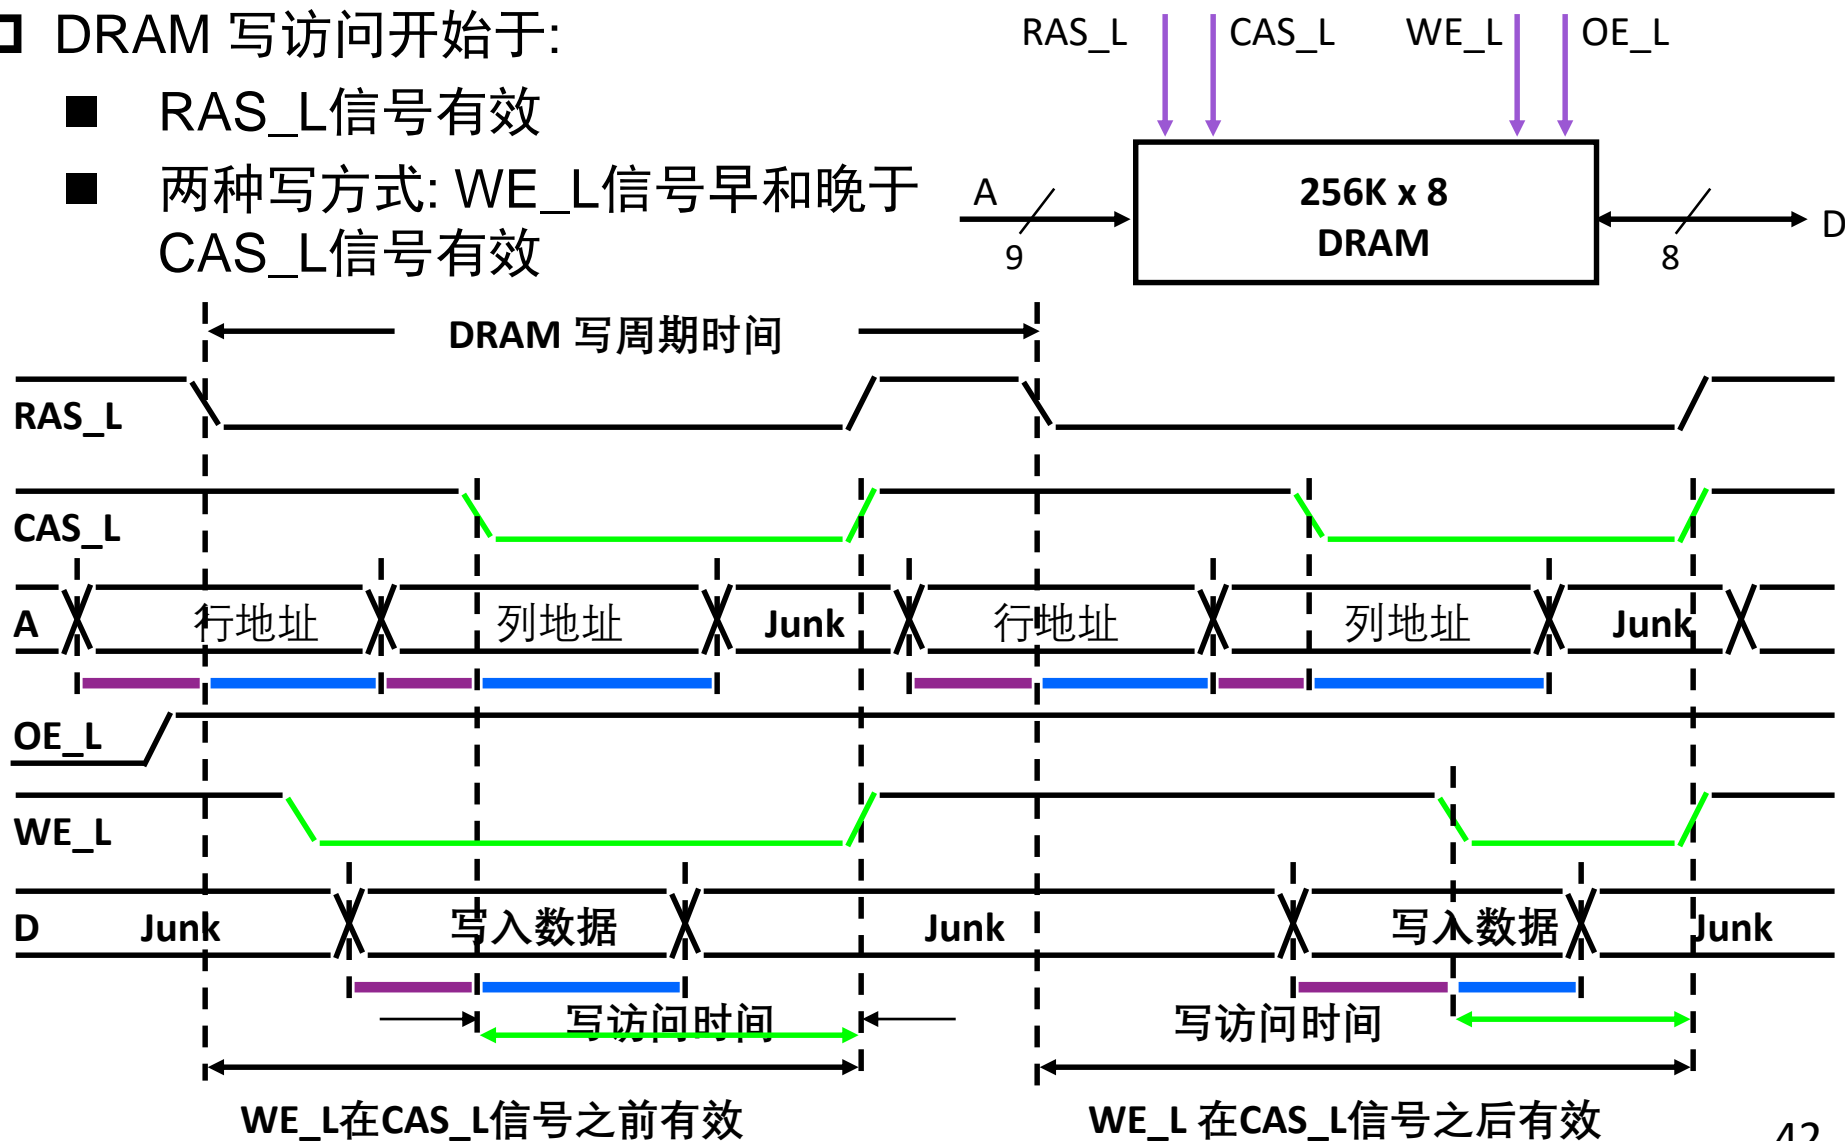 DRAM 写访问开始于:
RAS_L信号有效
两种写方式: WE_L信号早和晚于
CAS_L信号有效
RAS_L CAS_L WE_L OE_L
A 9
256K x 8
DRAM
8 D
DRAM 写周期时间
RAS_L
CAS_L
A 行地址 列地址 Junk 行地址 列地址 Junk
OE_L
WE_L
D Junk 写入数据 Junk 写入数据 Junk
写访问时间 写访问时间
WE_L在CAS_L信号之前有效 WE_L 在CAS_L信号之后有效
42